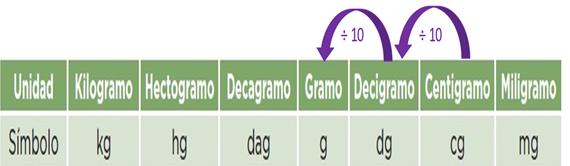 ÷ 10 ÷ 10
Unidad Kilogramo Hectogramo Decagramo Gramo Decigramo Centigramo Miligramo
Símbolo kg hg dag g dg cg mg